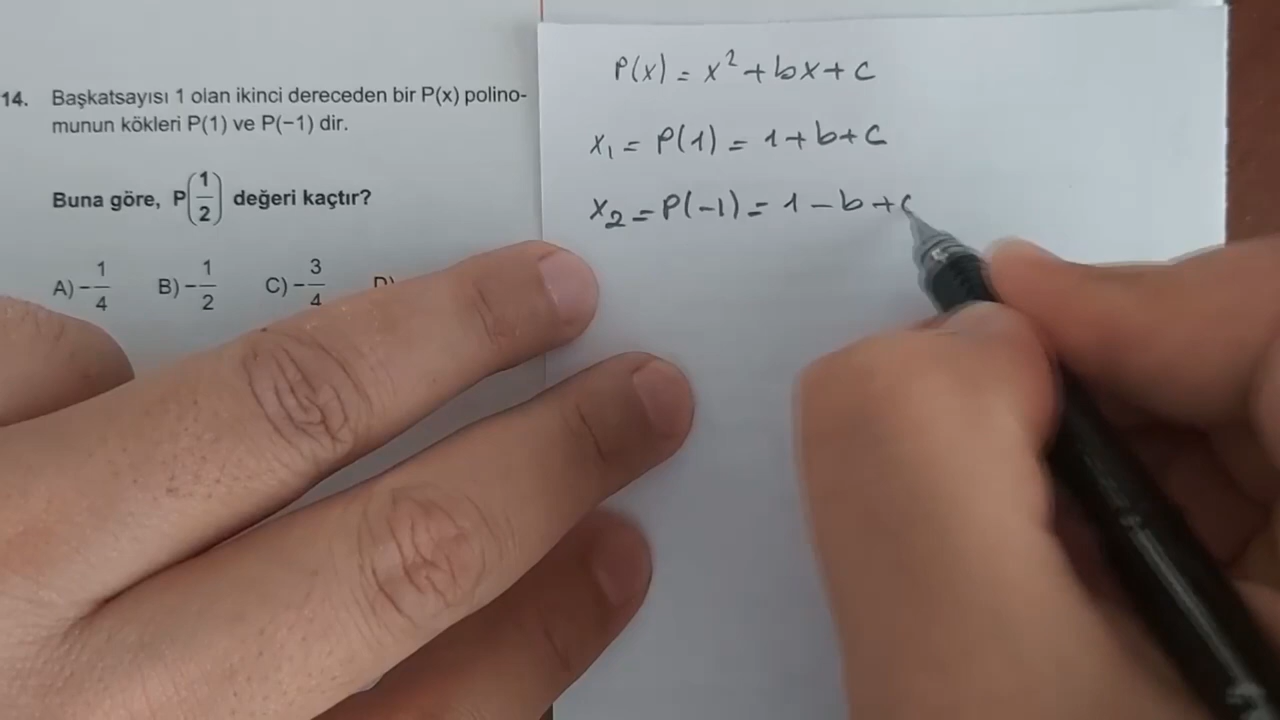 14. Başkatsayısı 1 olan ikinci dereceden bir P(x) polino-
munun kökleri P(1) ve P(−1) dir.
Buna göre, P(1/2) değeri kaçtır?
A) −1/4 B) −1/2 C) −3/4
P(x) = x² + bx + c
x₁ = P(1) = 1 + b + c
x₂ = P(−1) = 1 − b + c